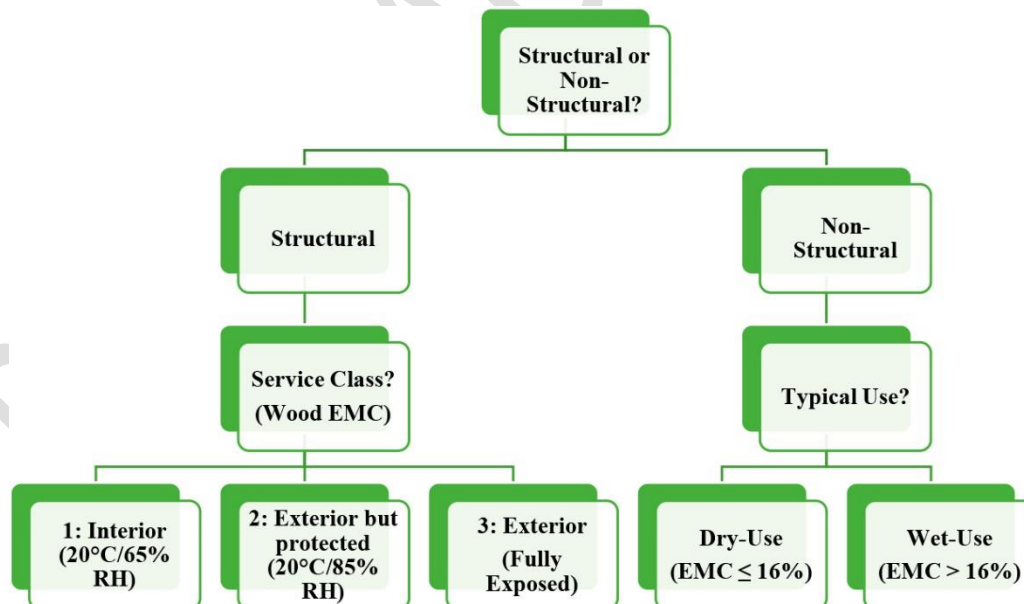 Structural or
Non-
Structural?
Structural
Non-
Structural
Service Class?
(Wood EMC)
Typical Use?
1: Interior
(20°C/65%
RH)
2: Exterior but
protected
(20°C/85%
RH)
3: Exterior
(Fully
Exposed)
Dry-Use
(EMC ≤ 16%)
Wet-Use
(EMC > 16%)